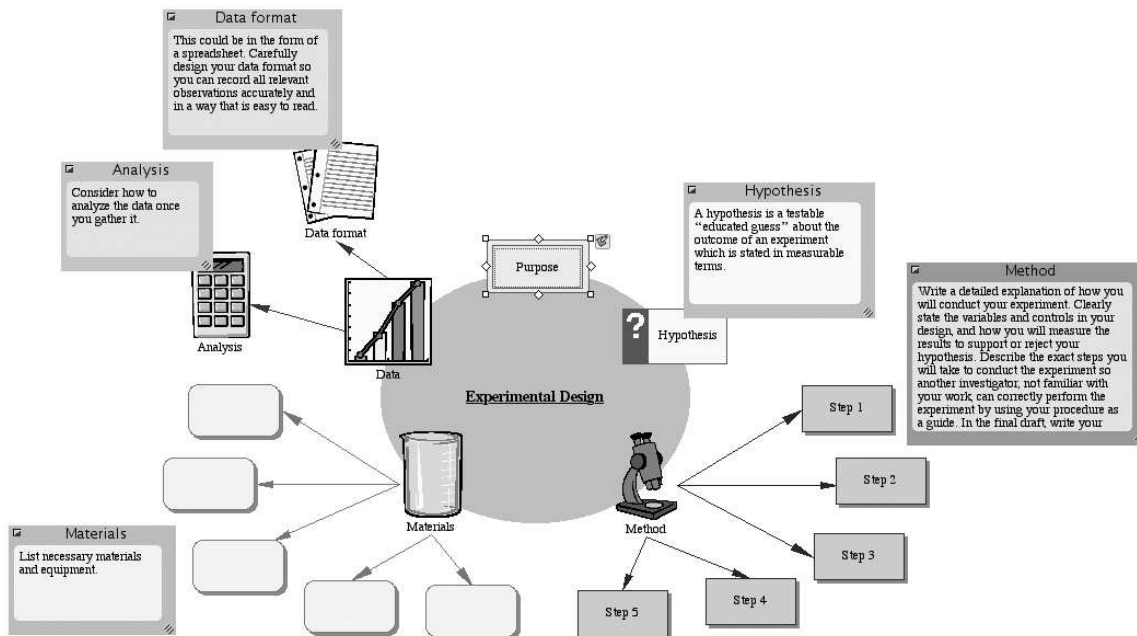 Data format
This could be in the form of
a spreadsheet. Carefully
design your data format so
you can record all relevant
observations accurately and
in a way that is easy to read.
Analysis
Consider how to
analyze the data once
you gather it.
Data format
Analysis
Data
Purpose
Hypothesis
A hypothesis is a testable
“educated guess” about the
outcome of an experiment
which is stated in measurable
terms.
?
Hypothesis
Method
Write a detailed explanation of how you
will conduct your experiment. Clearly
state the variables and controls in your
design, and how you will measure the
results to support or reject your
hypothesis. Describe the exact steps you
will take to conduct the experiment so
another investigator, not familiar with
your work, can correctly perform the
experiment by using your procedure as
a guide. In the final draft, write your
Experimental Design
Step 1
Step 2
Step 3
Step 4
Step 5
Materials
Method
Materials
List necessary materials
and equipment.